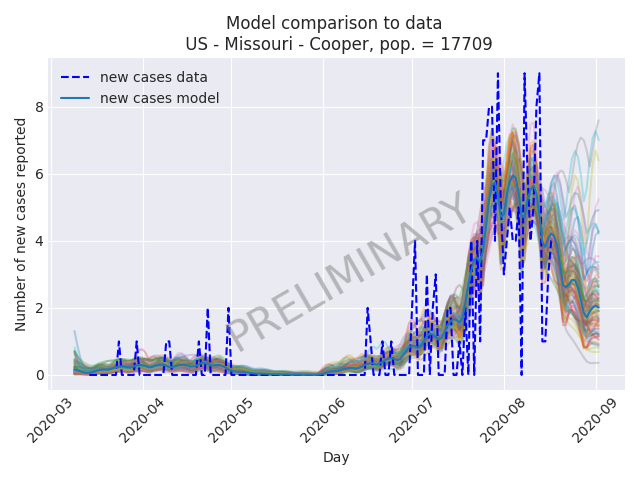 Model comparison to data
US - Missouri - Cooper, pop. = 17709
new cases data
new cases model
PRELIMINARY
Number of new cases reported
8
6
4
2
0
2020-03
2020-04
2020-05
2020-06
2020-07
2020-08
2020-09
Day